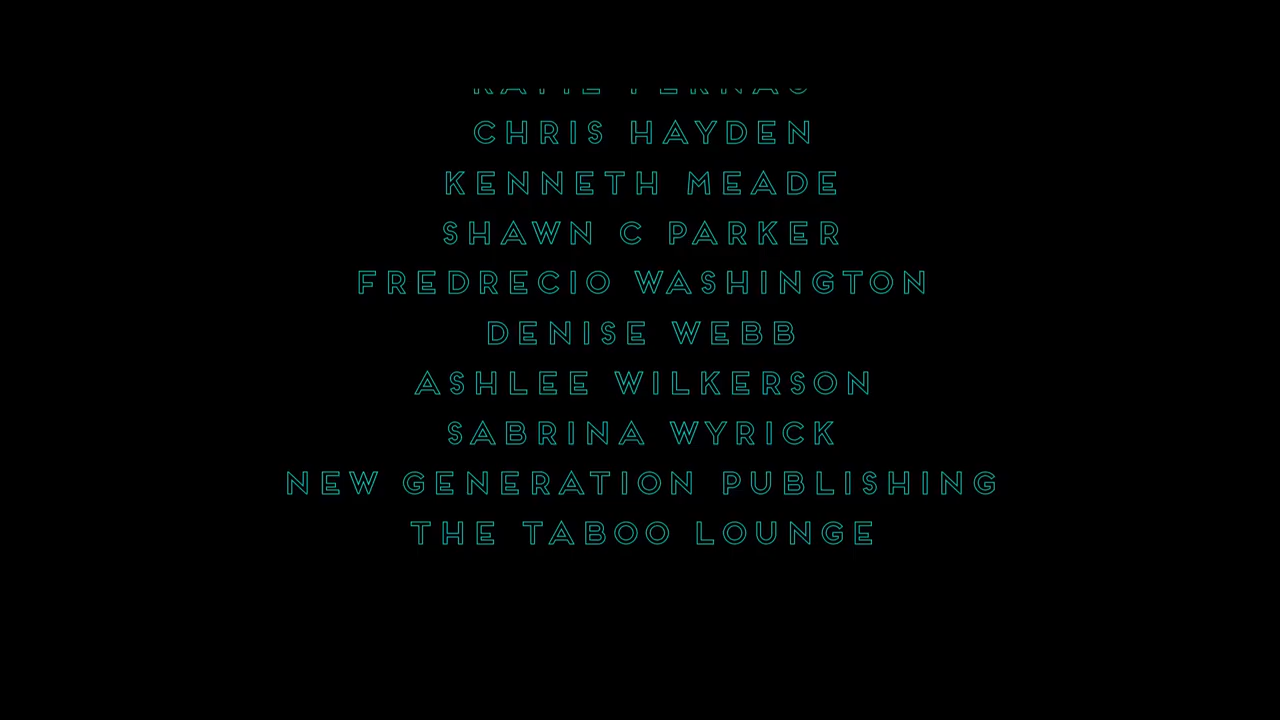 CHRIS HAYDEN
KENNETH MEADE
SHAWN C PARKER
FREDRECIO WASHINGTON
DENISE WEBB
ASHLEE WILKERSON
SABRINA WYRICK
NEW GENERATION PUBLISHING
THE TABOO LOUNGE